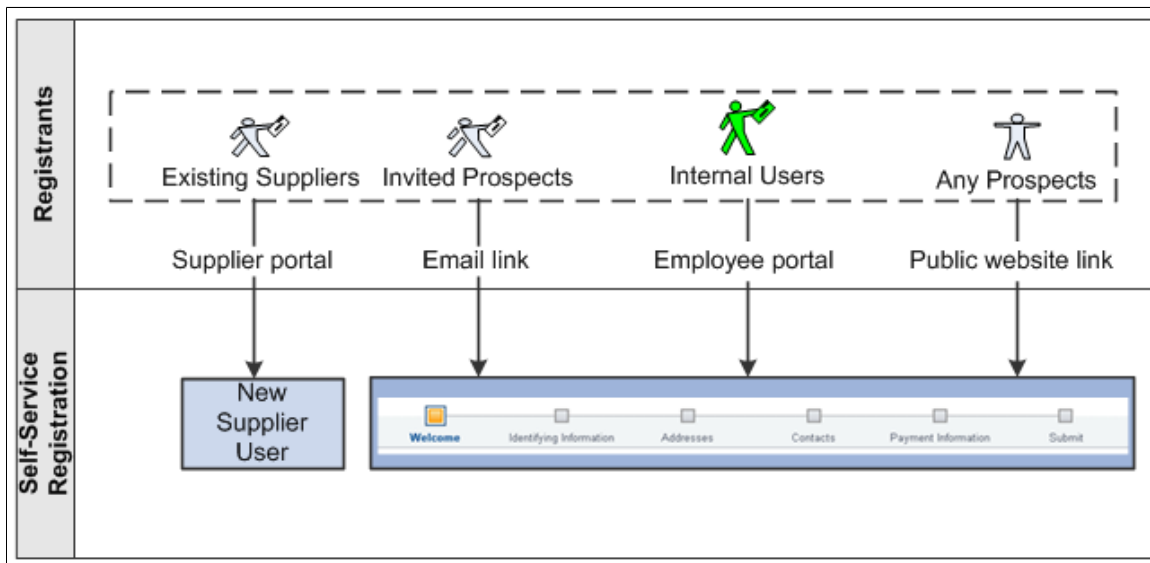 Registrants
Existing Suppliers
Invited Prospects
Internal Users
Any Prospects
Supplier portal
Email link
Employee portal
Public website link
Self-Service
Registration
New
Supplier
User
Welcome
Identifying Information
Addresses
Contacts
Payment Information
Submit